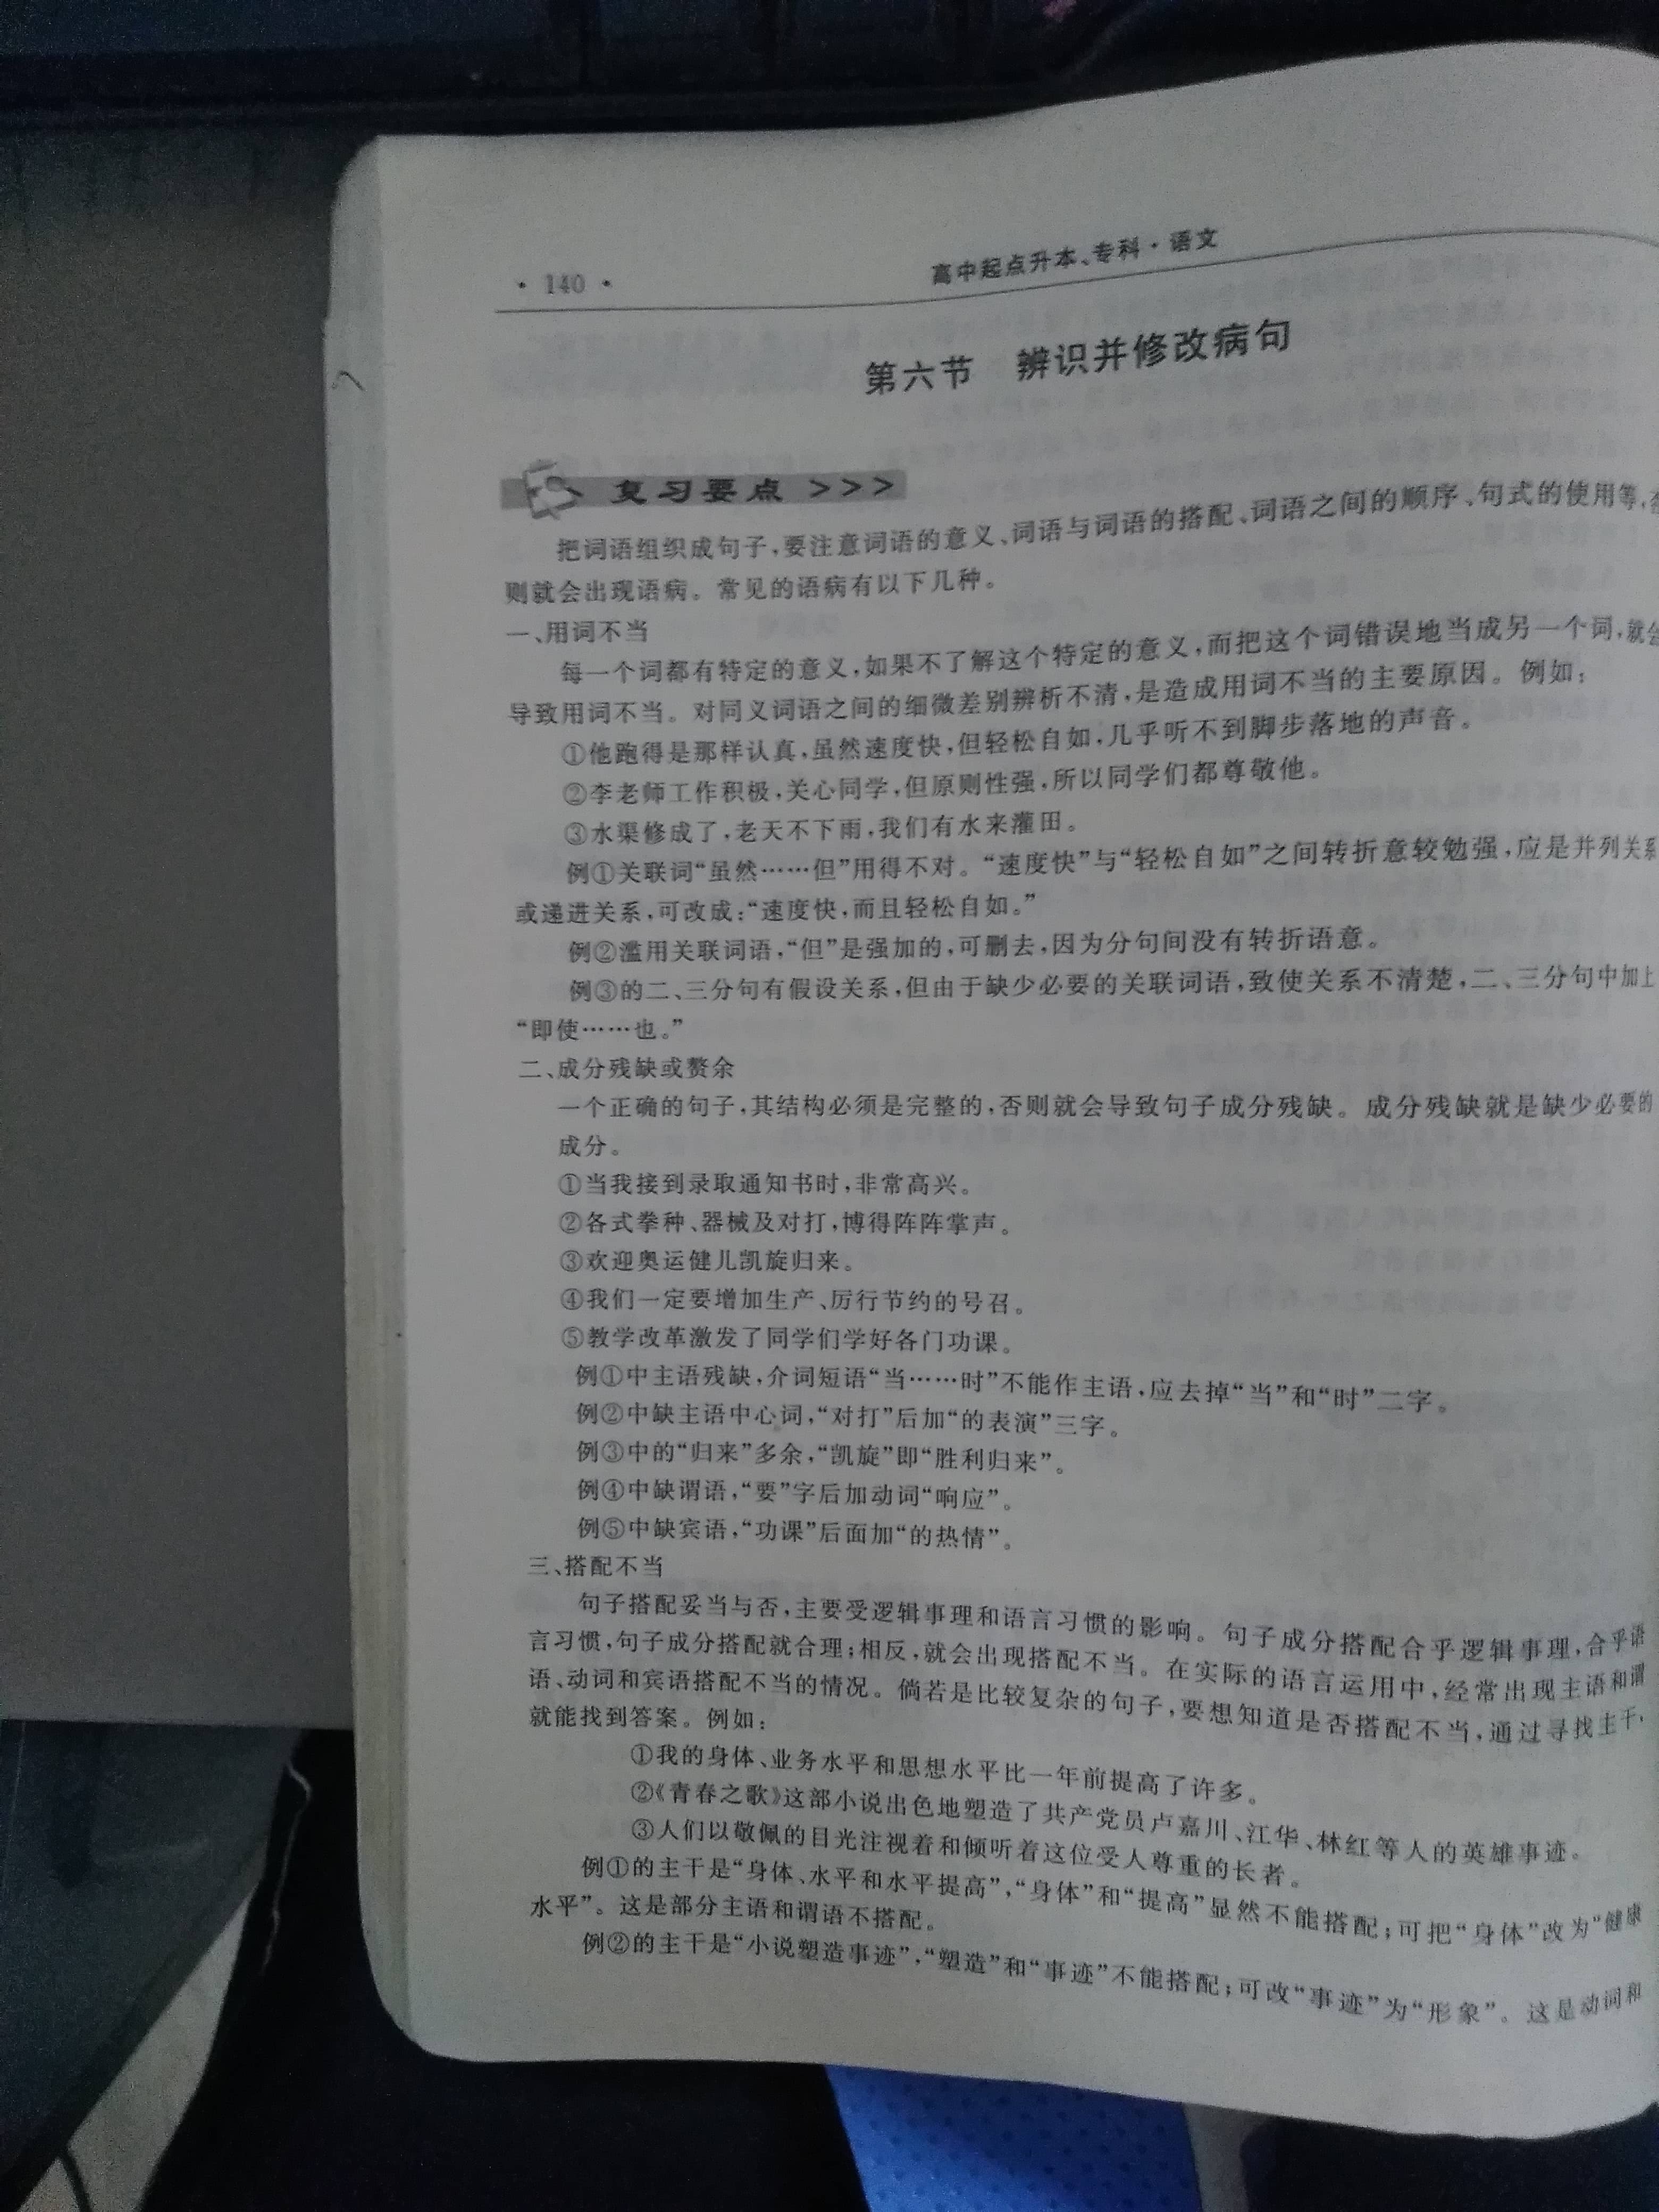 · 140 ·
高中起点升本、专科·语文
第六节 辨识并修改病句
复习要点 >>>
把词语组织成句子,要注意词语的意义、词语与词语的搭配、词语之间的顺序、句式的使用等,
则就会出现语病。常见的语病有以下几种。
一、用词不当
每一个词都有特定的意义,如果不了解这个特定的意义,而把这个词错误地当成另一个词,就会
导致用词不当。对同义词语之间的细微差别辨析不清,是造成用词不当的主要原因。例如:
①他跑得是那样认真,虽然速度快,但轻松自如,几乎听不到脚步落地的声音。
②李老师工作积极,关心同学,但原则性强,所以同学们都尊敬他。
③水渠修成了,老天不下雨,我们有水来灌田。
例①关联词“虽然……但”用得不对。“速度快”与“轻松自如”之间转折意较勉强,应是并列关系
或递进关系,可改成:“速度快,而且轻松自如。”
例②滥用关联词语,“但”是强加的,可删去,因为分句间没有转折语意。
例③的二、三分句有假设关系,但由于缺少必要的关联词语,致使关系不清楚,二、三分句中加上
“即使……也。”
二、成分残缺或赘余
一个正确的句子,其结构必须是完整的,否则就会导致句子成分残缺。成分残缺就是缺少必要的
成分。
①当我接到录取通知书时,非常高兴。
②各式拳种、器械及对打,博得阵阵掌声。
③欢迎奥运健儿凯旋归来。
④我们一定要增加生产、厉行节约的号召。
⑤教学改革激发了同学们学好各门功课。
例①中主语残缺,介词短语“当……时”不能作主语,应去掉“当”和“时”二字。
例②中缺主语中心词,“对打”后加“的表演”三字。
例③中的“归来”多余,“凯旋”即“胜利归来”。
例④中缺谓语,“要”字后加动词“响应”。
例⑤中缺宾语,“功课”后面加“的热情”。
三、搭配不当
句子搭配妥当与否,主要受逻辑事理和语言习惯的影响。句子成分搭配合乎逻辑事理,合乎语
言习惯,句子成分搭配就合理;相反,就会出现搭配不当。在实际的语言运用中,经常出现主语和谓
语、动词和宾语搭配不当的情况。倘若是比较复杂的句子,要想知道是否搭配不当,通过寻找主干,
就能找到答案。例如:
①我的身体、业务水平和思想水平比一年前提高了许多。
②《青春之歌》这部小说出色地塑造了共产党员卢嘉川、江华、林红等人的英雄事迹。
③人们以敬佩的目光注视着和倾听着这位受人尊重的长者。
例①的主干是“身体、水平和水平提高”,“身体”和“提高”显然不能搭配;可把“身体”改为“健康
水平”。这是部分主语和谓语不搭配。
例②的主干是“小说塑造事迹”,“塑造”和“事迹”不能搭配;可改“事迹”为“形象”。这是动词和